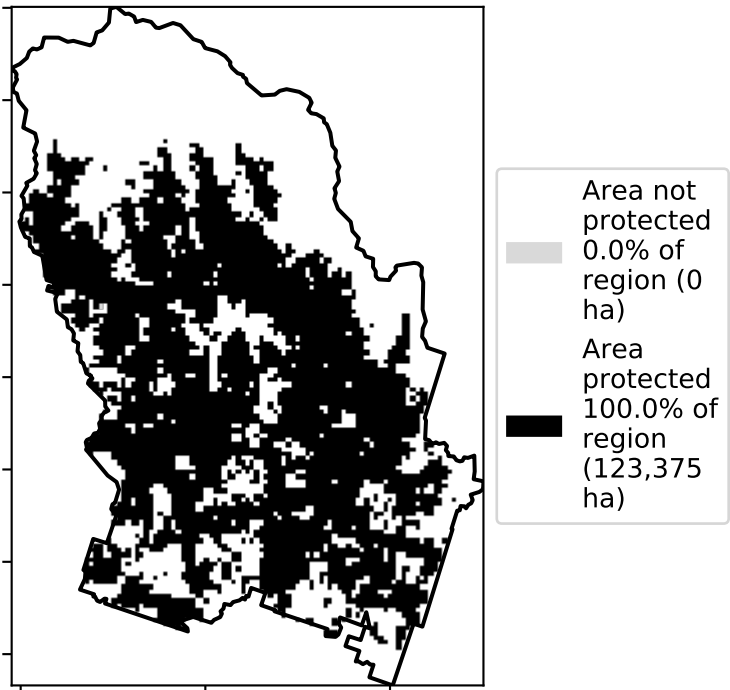 Area not
protected
0.0% of
region (0
ha)
Area
protected
100.0% of
region
(123,375
ha)